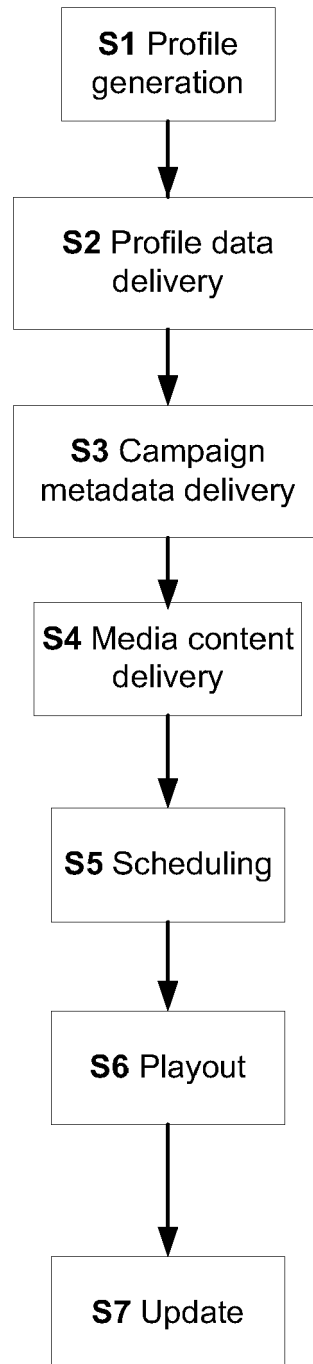 S1 Profile
generation
S2 Profile data
delivery
S3 Campaign
metadata delivery
S4 Media content
delivery
S5 Scheduling
S6 Playout
S7 Update